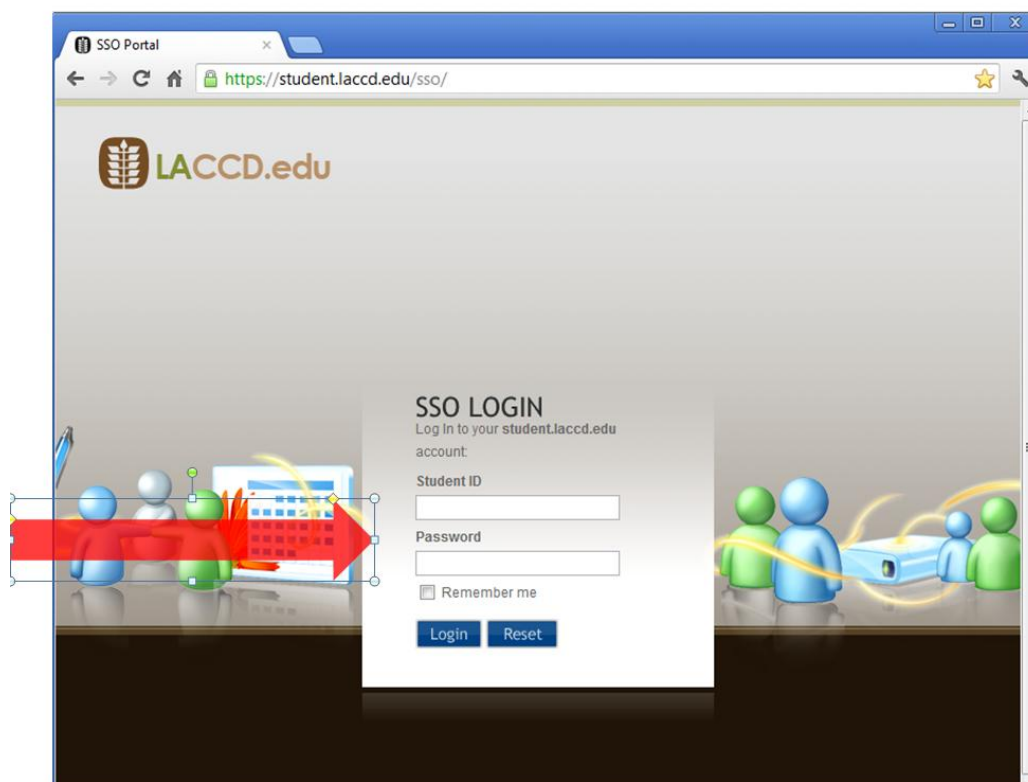 SSO Portal
https://student.laccd.edu/sso/
LACCD.edu
SSO LOGIN
Log In to your student.laccd.edu
account:
Student ID
Password
Remember me
Login Reset